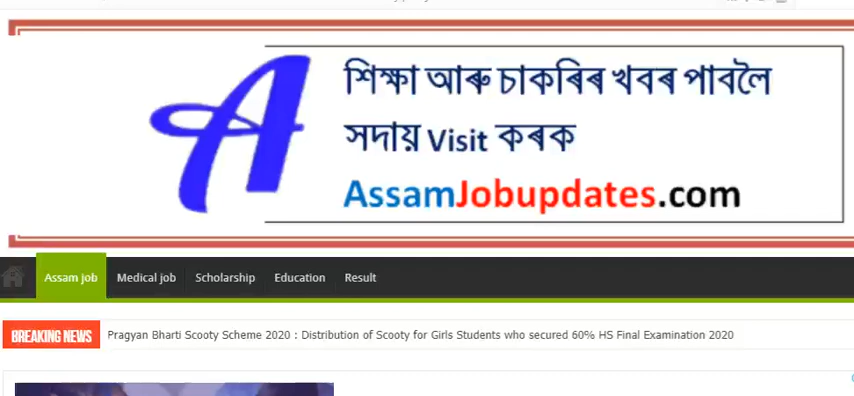 শিক্ষা আৰু চাকৰিৰ খবৰ পাবলৈ
সদায় Visit কৰক
AssamJobupdates.com
Assam job Medical job Scholarship Education Result
BREAKING NEWS Pragyan Bharti Scooty Scheme 2020 : Distribution of Scooty for Girls Students who secured 60% HS Final Examination 2020